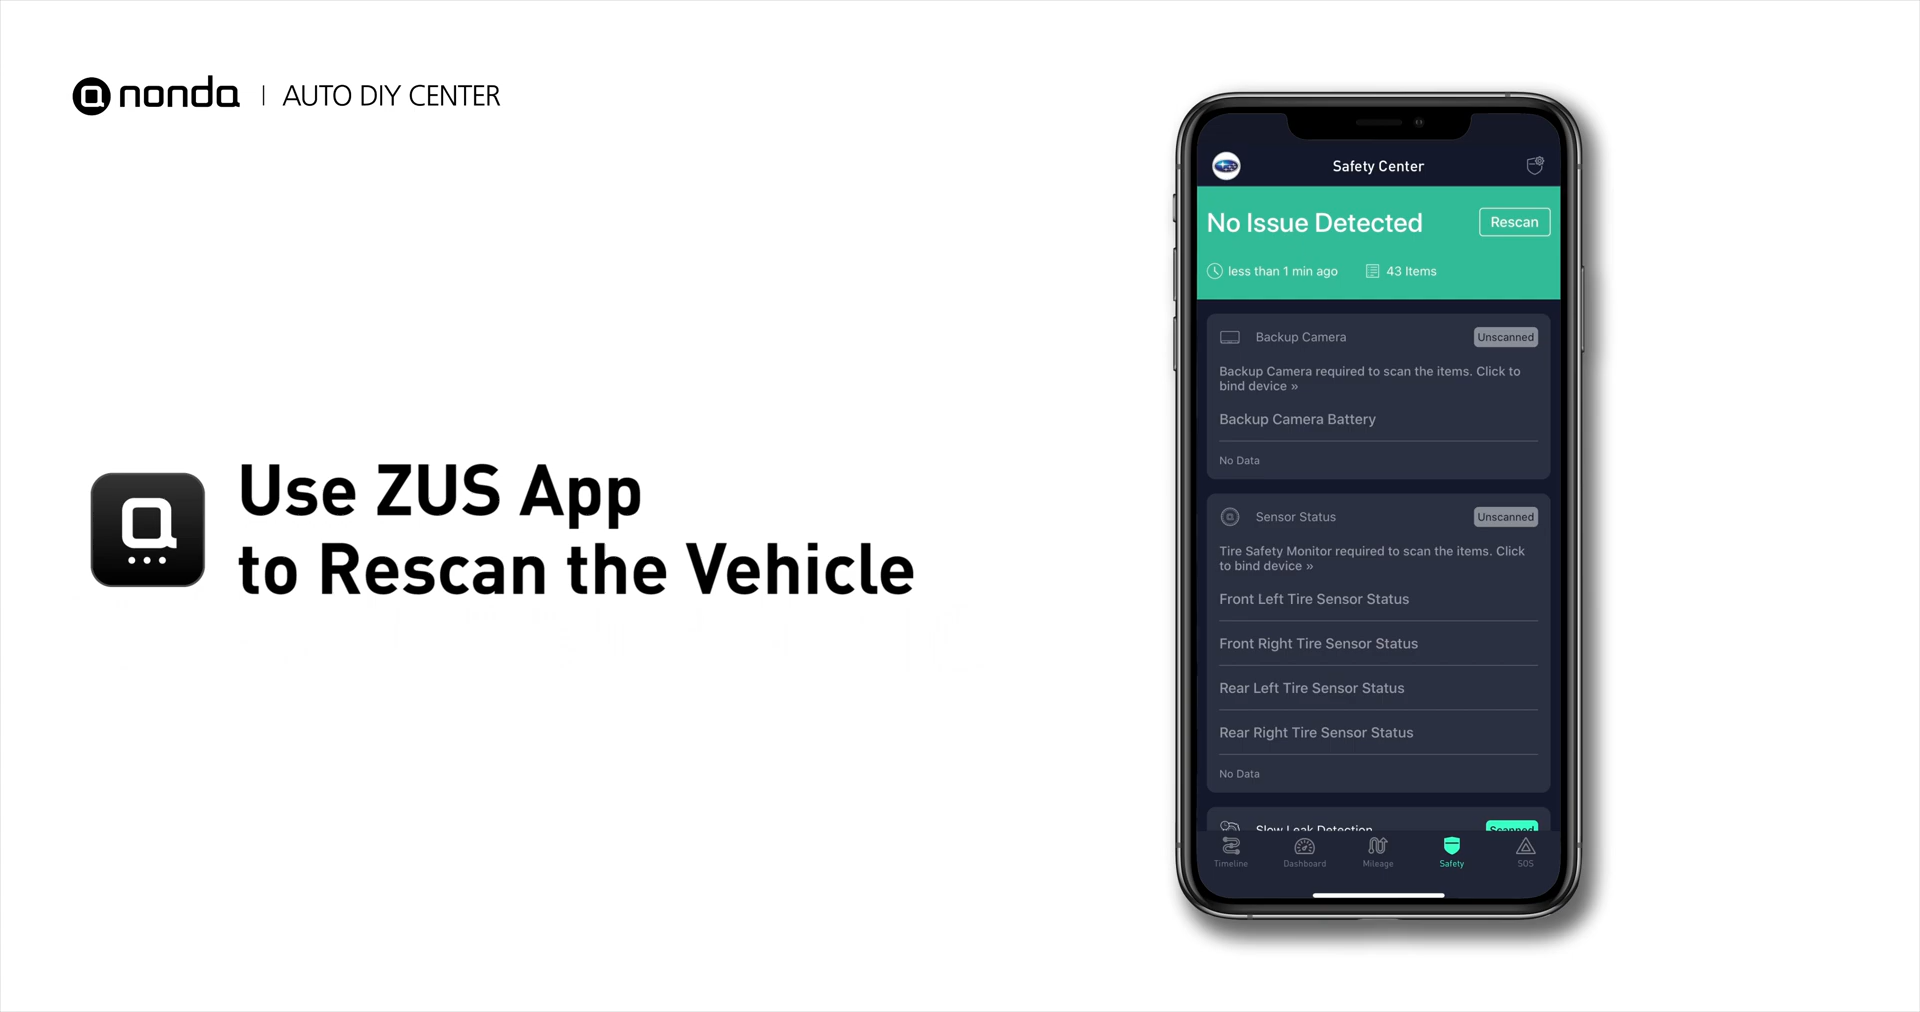 nonda | AUTO DIY CENTER
Use ZUS App
to Rescan the Vehicle
Safety Center
No Issue Detected
Rescan
less than 1 min ago
43 Items
Backup Camera
Unscanned
Backup Camera required to scan the items. Click to
bind device »
Backup Camera Battery
No Data
Sensor Status
Unscanned
Tire Safety Monitor required to scan the items. Click
to bind device »
Front Left Tire Sensor Status
Front Right Tire Sensor Status
Rear Left Tire Sensor Status
Rear Right Tire Sensor Status
No Data
Slow Leak Detection
Scanned
Timeline
Dashboard
Mileage
Safety
SOS